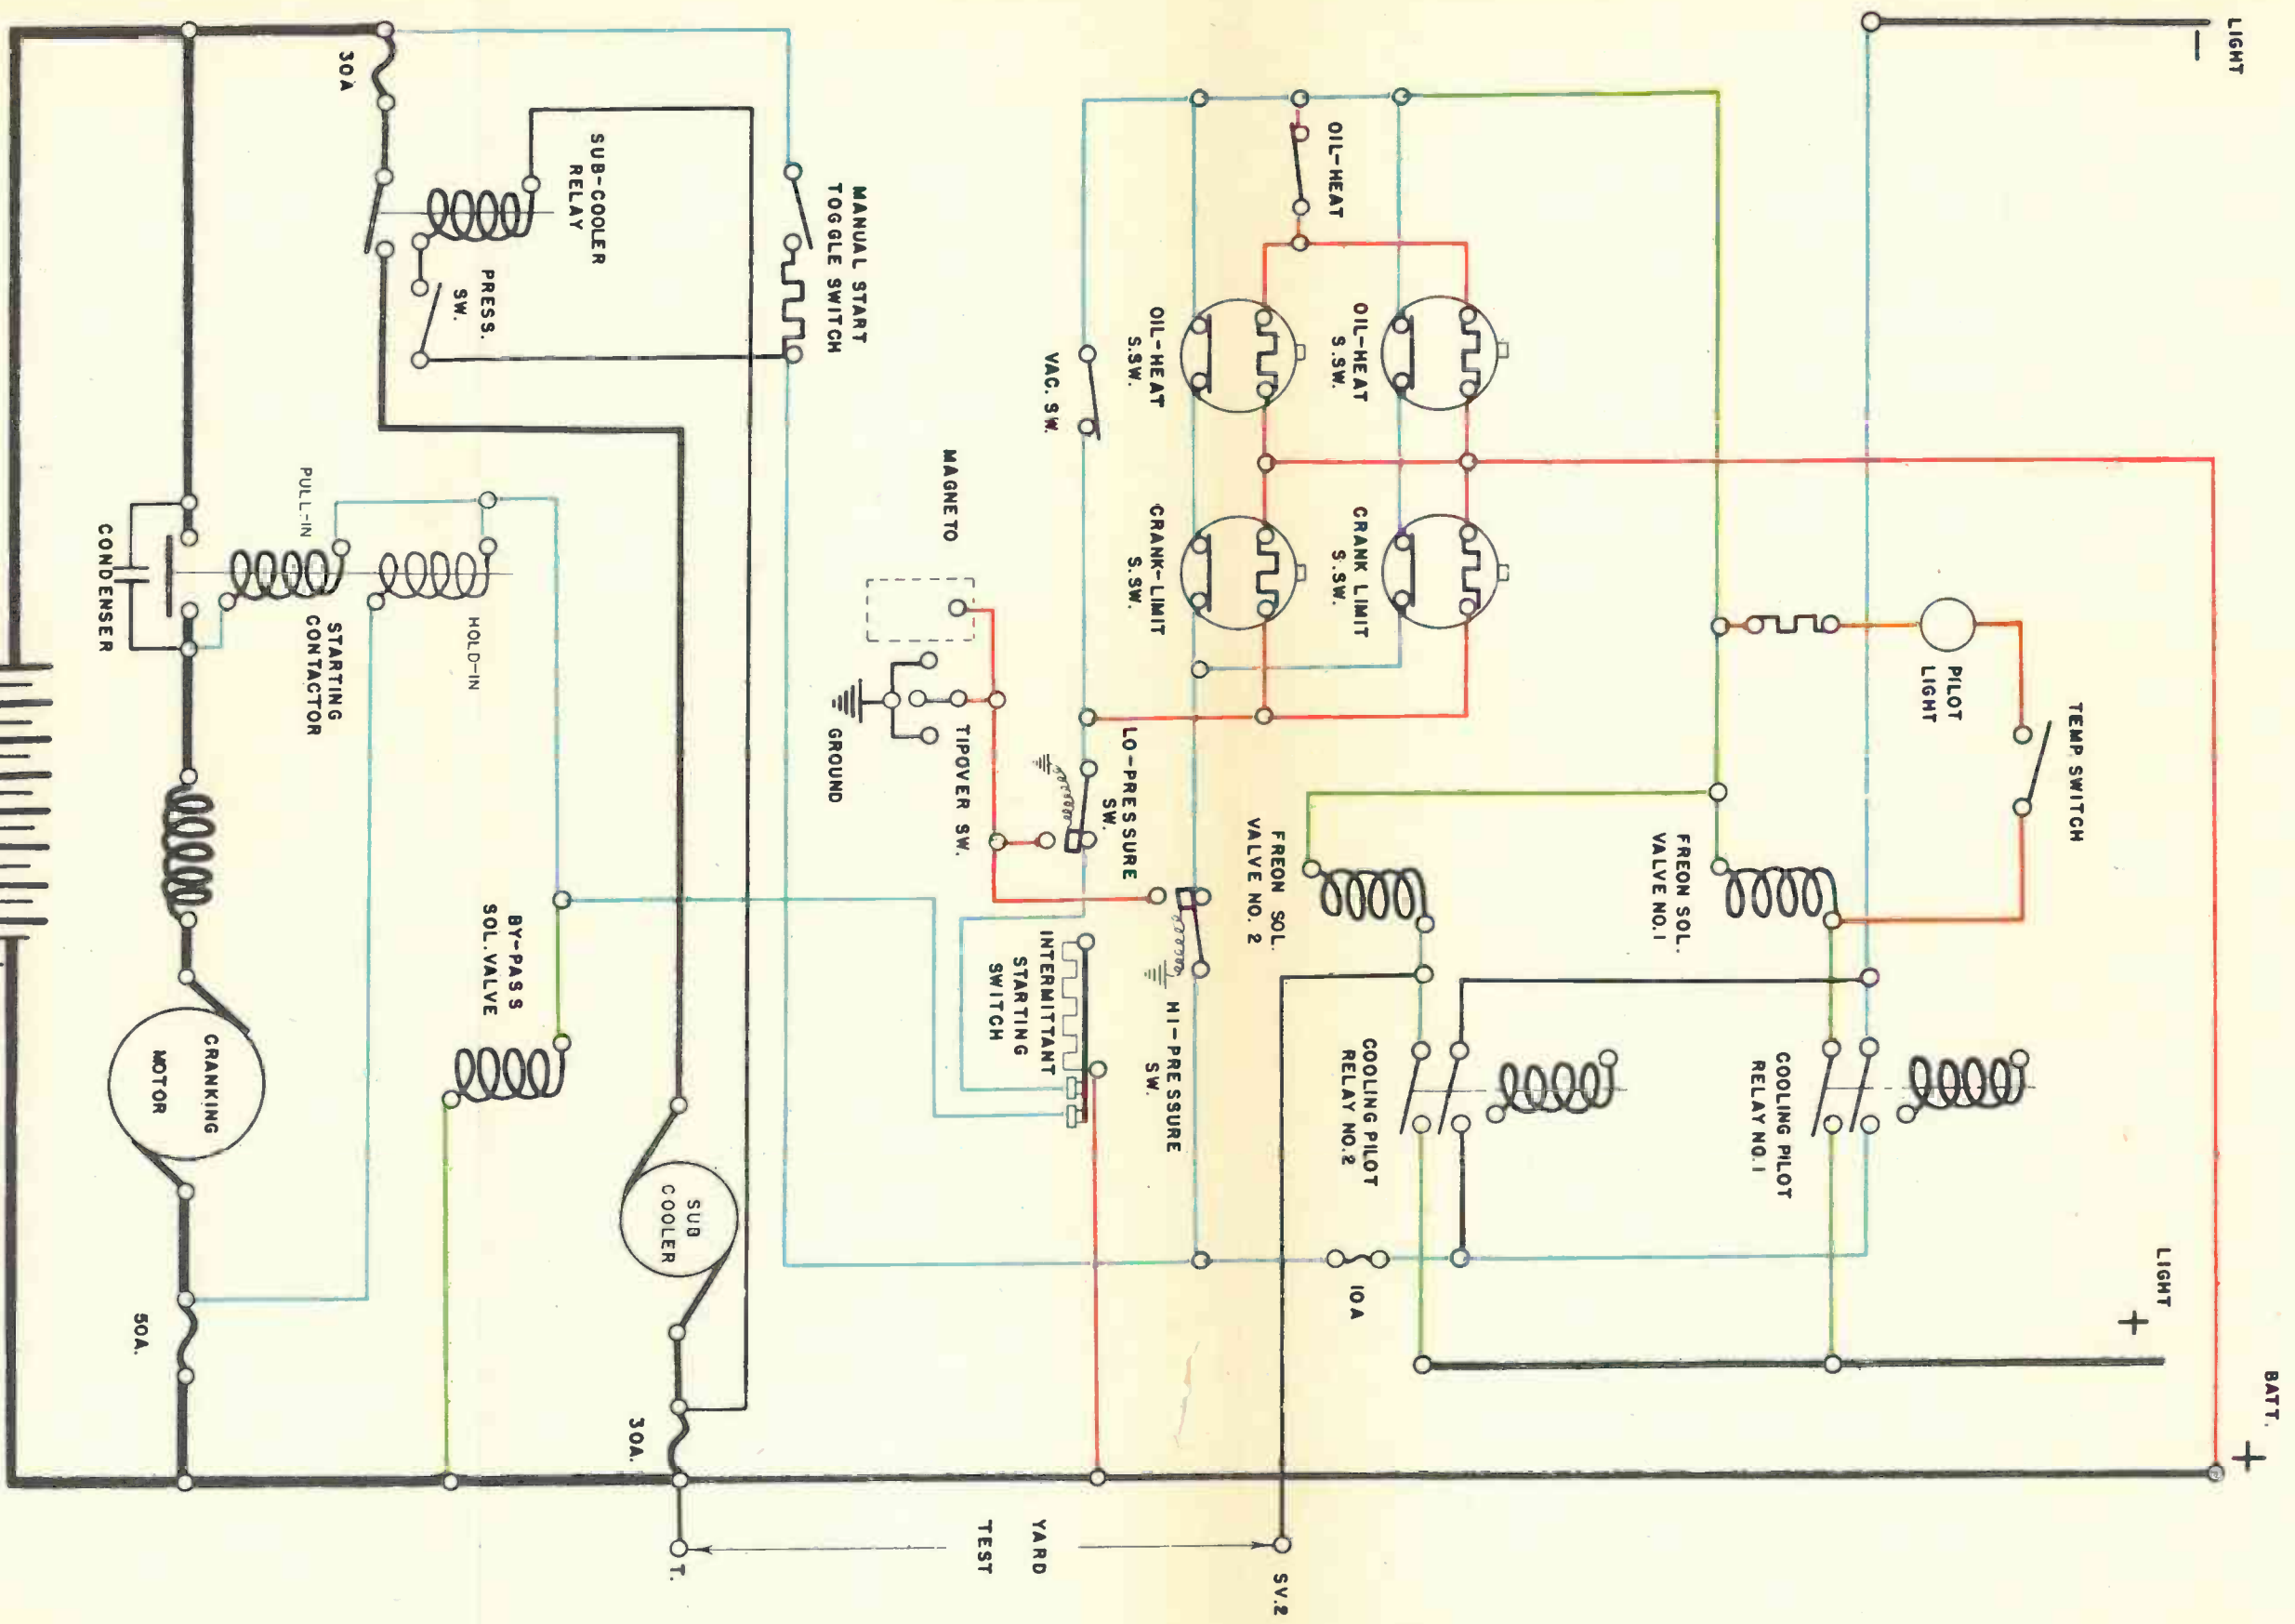 LIGHT
—
LIGHT
+
BATT.
+
TEMP. SWITCH
PILOT
LIGHT
COOLING PILOT
RELAY NO.1
FREON SOL.
VALVE NO.1
OIL-HEAT
OIL-HEAT
S.SW.
CRANK LIMIT
S.SW.
COOLING PILOT
RELAY NO.2
10A
FREON SOL.
VALVE NO.2
SV.2
OIL-HEAT
S.SW.
CRANK-LIMIT
S.SW.
HI-PRESSURE
SW.
LO-PRESSURE
SW.
VAC. SW.
INTERMITTANT
STARTING
SWITCH
YARD
TEST
MAGNETO
TIPOVER SW.
GROUND
MANUAL START
TOGGLE SWITCH
SUB
COOLER
T.
30A.
SUB-COOLER
RELAY
PRESS.
SW.
BY-PASS
SOL.VALVE
HOLD-IN
PULL-IN
STARTING
CONTACTOR
30A
CRANKING
MOTOR
50A.
CONDENSER